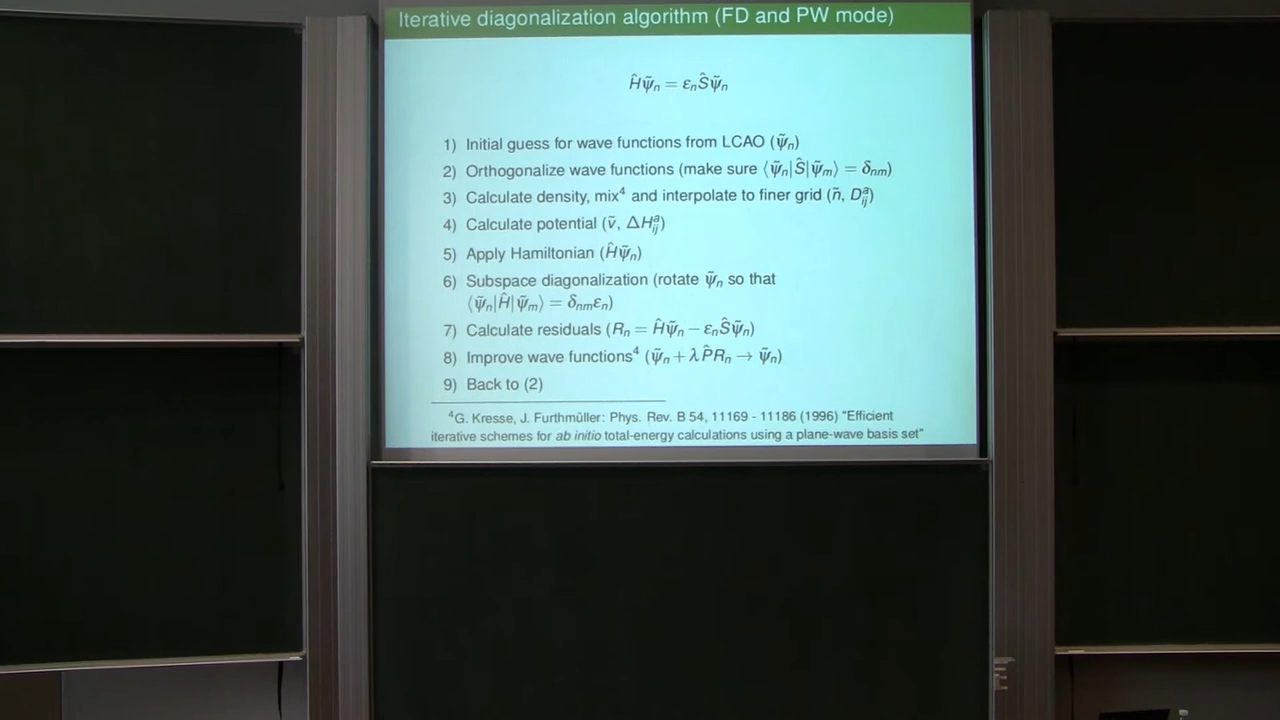 Iterative diagonalization algorithm (FD and PW mode)
Ĥψ̃ₙ = εₙŜψ̃ₙ
1) Initial guess for wave functions from LCAO (ψ̃ₙ)
2) Orthogonalize wave functions (make sure ⟨ψ̃ₙ|Ŝ|ψ̃ₘ⟩ = δₙₘ)
3) Calculate density, mix⁴ and interpolate to finer grid (ñ, Dᵃᵢⱼ)
4) Calculate potential (ṽ, ΔHᵃᵢⱼ)
5) Apply Hamiltonian (Ĥψ̃ₙ)
6) Subspace diagonalization (rotate ψ̃ₙ so that
⟨ψ̃ₙ|Ĥ|ψ̃ₘ⟩ = δₙₘεₙ)
7) Calculate residuals (Rₙ = Ĥψ̃ₙ − εₙŜψ̃ₙ)
8) Improve wave functions⁴ (ψ̃ₙ + λP̂Rₙ → ψ̃ₙ)
9) Back to (2)
⁴G. Kresse, J. Furthmüller: Phys. Rev. B 54, 11169 - 11186 (1996) "Efficient
iterative schemes for ab initio total-energy calculations using a plane-wave basis set"